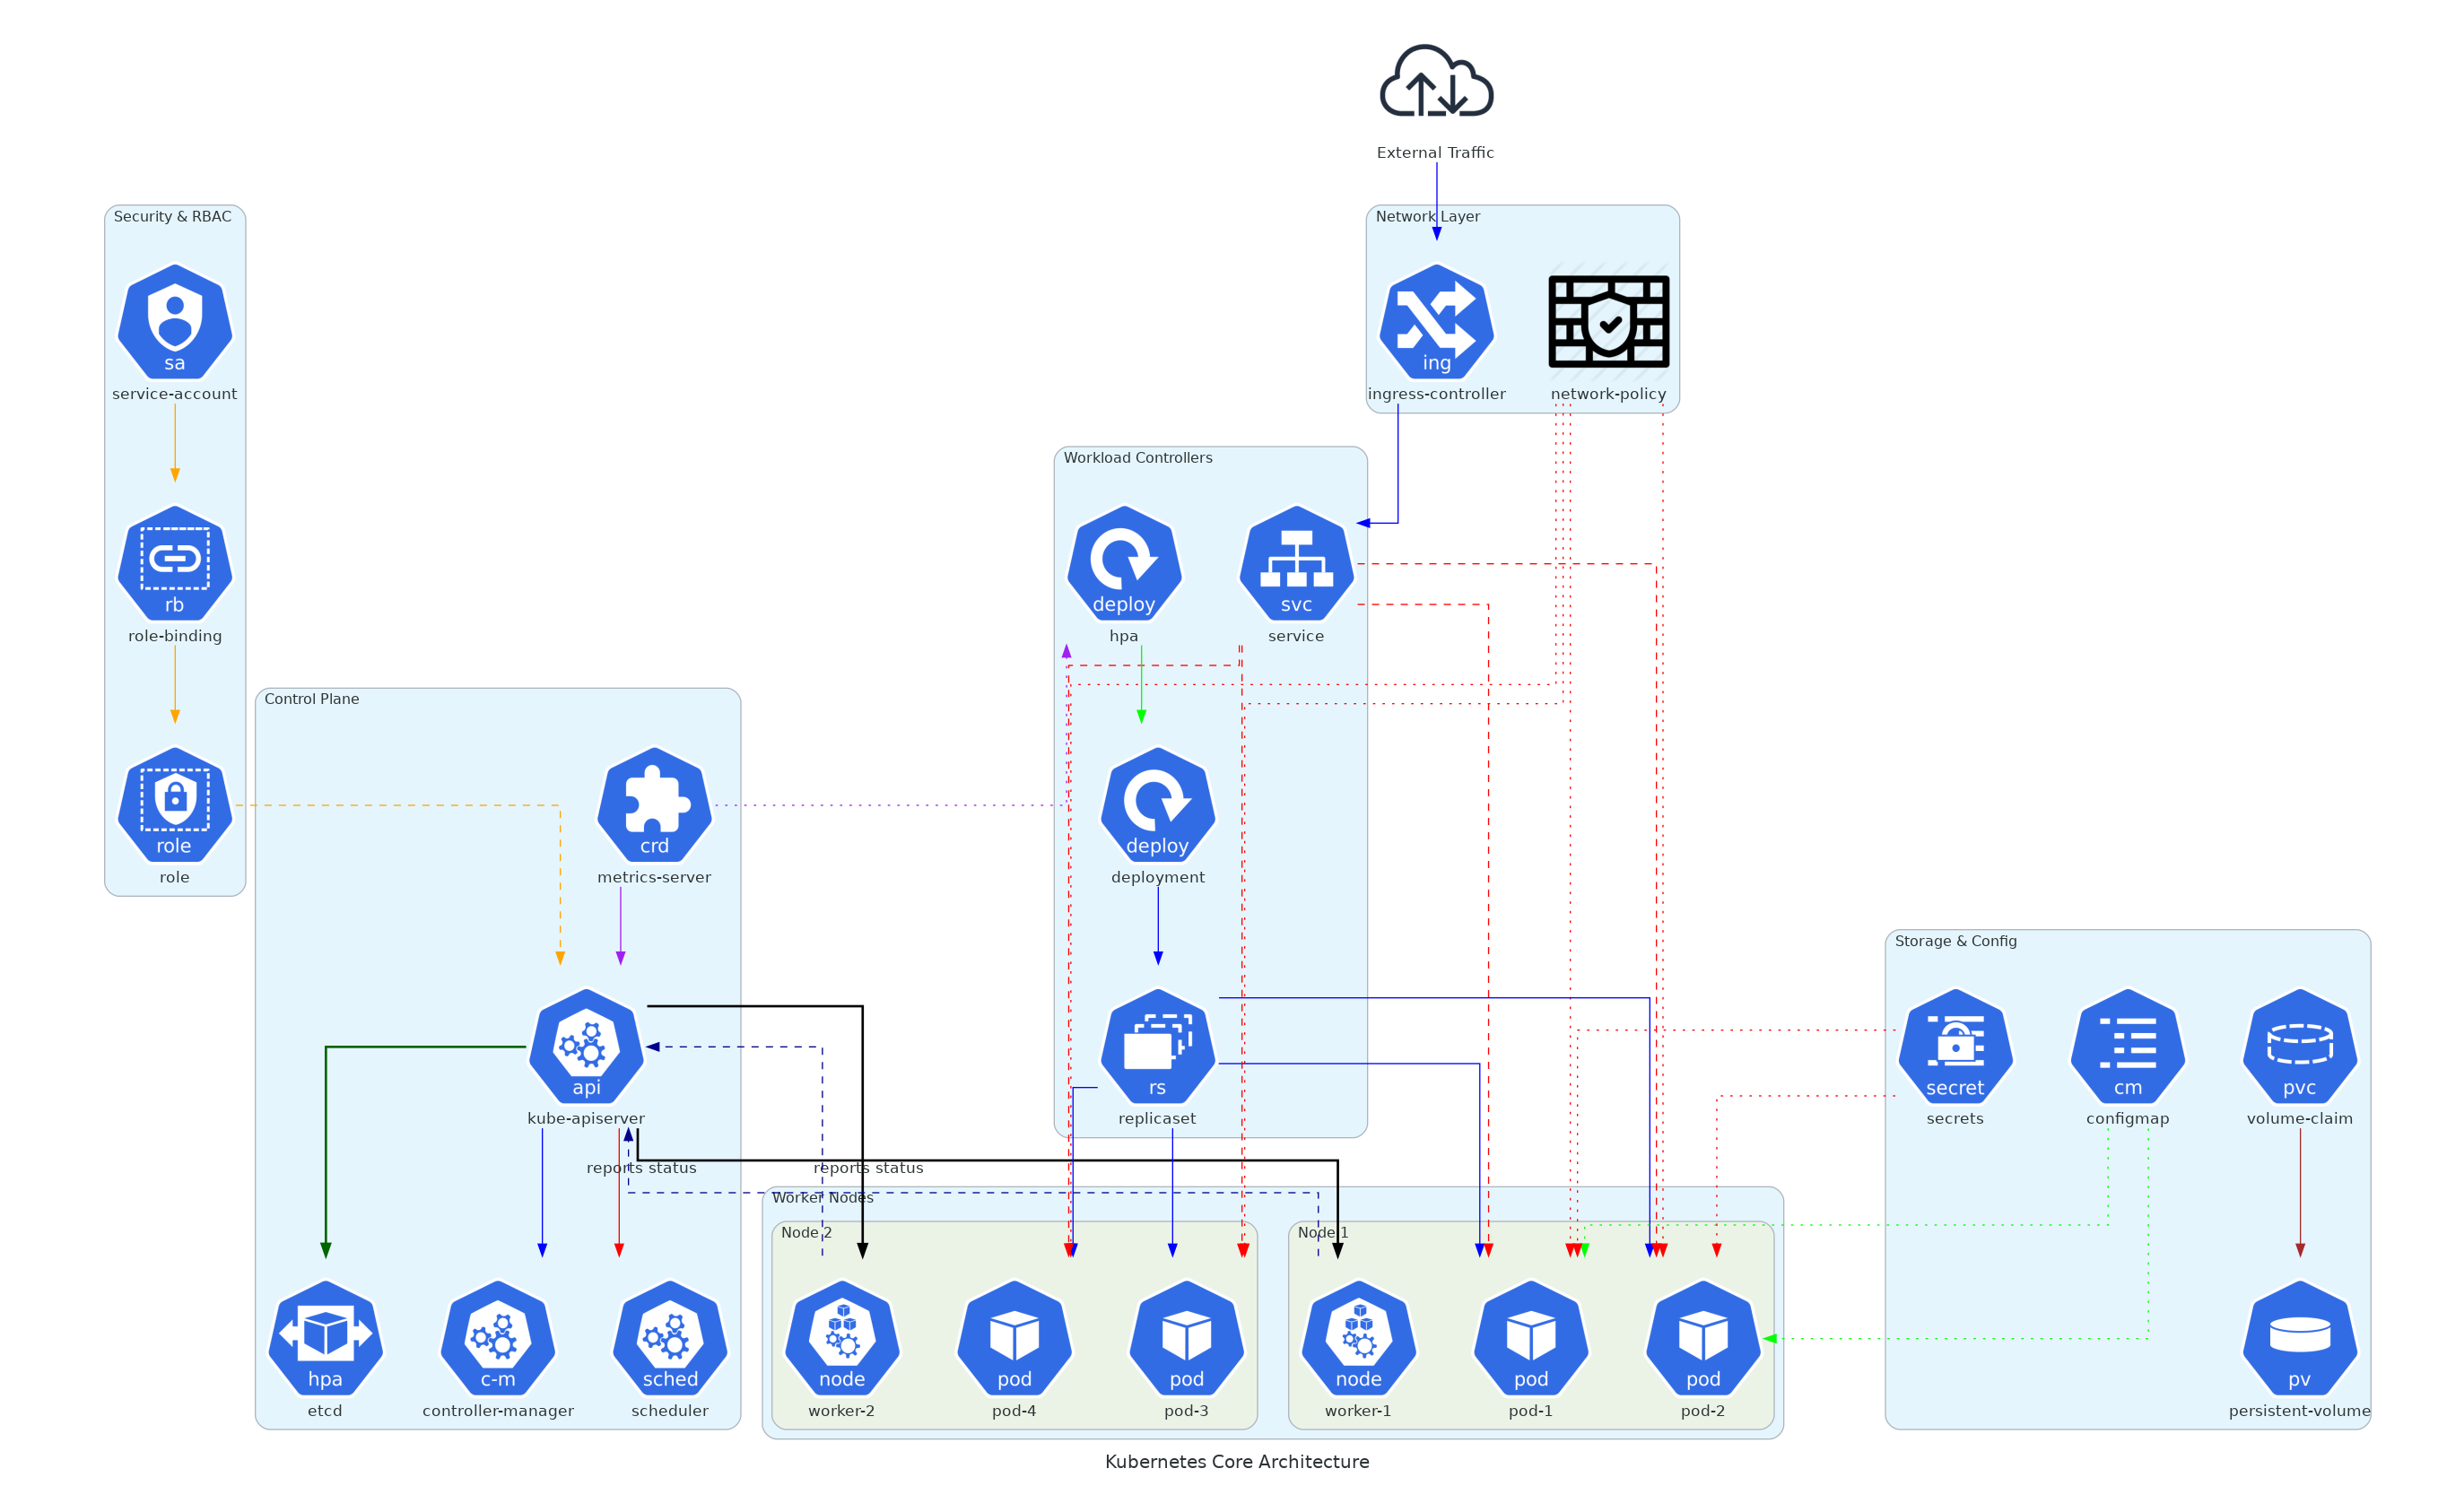 External Traffic
Security & RBAC
Network Layer
sa
service-account
ing
ingress-controller
network-policy
Workload Controllers
rb
role-binding
deploy
hpa
svc
service
Control Plane
role
role
crd
metrics-server
deploy
deployment
Storage & Config
api
kube-apiserver
rs
replicaset
secret
secrets
cm
configmap
pvc
volume-claim
reports status
reports status
Worker Nodes
Node 2
Node 1
hpa
etcd
c-m
controller-manager
sched
scheduler
node
worker-2
pod
pod-4
pod
pod-3
node
worker-1
pod
pod-1
pod
pod-2
pv
persistent-volume
Kubernetes Core Architecture